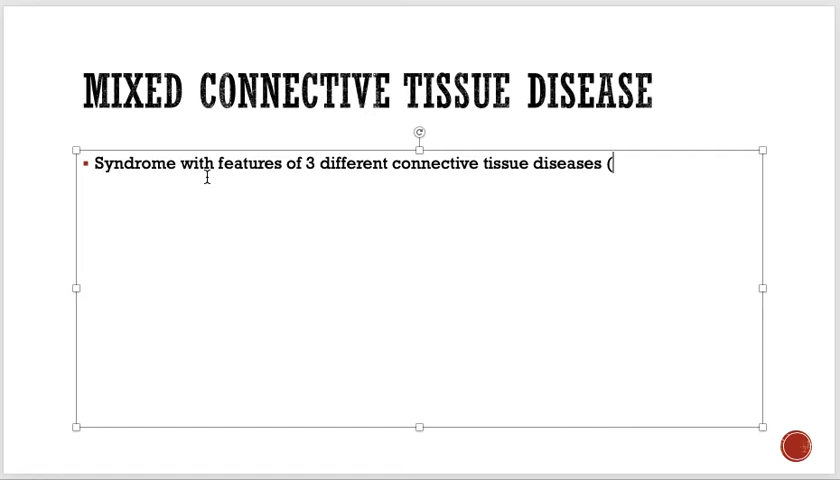 MIXED CONNECTIVE TISSUE DISEASE
Syndrome with features of 3 different connective tissue diseases (